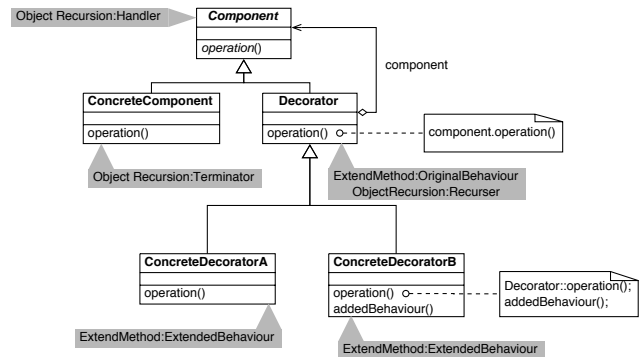 Object Recursion:Handler
Component
operation()
component
ConcreteComponent
operation()
Decorator
operation()
component.operation()
Object Recursion:Terminator
ExtendMethod:OriginalBehaviour
ObjectRecursion:Recurser
ConcreteDecoratorA
operation()
ConcreteDecoratorB
operation()
addedBehaviour()
Decorator::operation();
addedBehaviour();
ExtendMethod:ExtendedBehaviour
ExtendMethod:ExtendedBehaviour